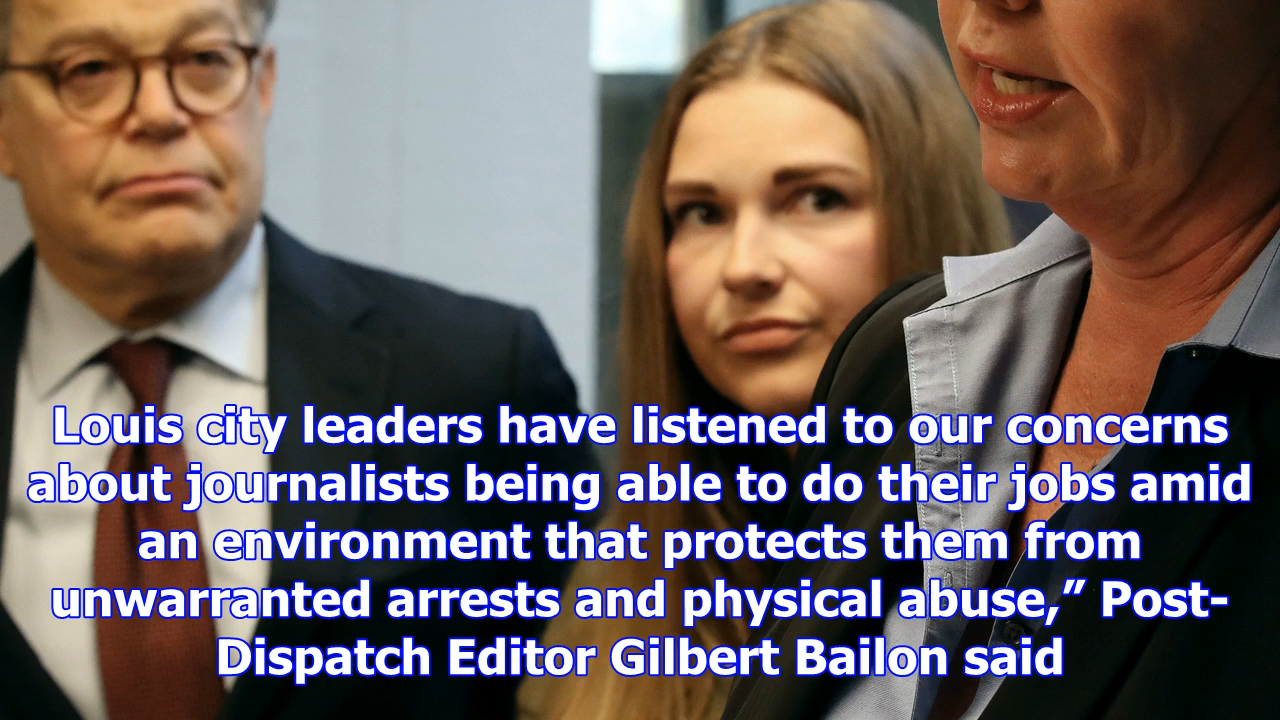 Louis city leaders have listened to our concerns
about journalists being able to do their jobs amid
an environment that protects them from
unwarranted arrests and physical abuse,” Post-
Dispatch Editor Gilbert Bailon said